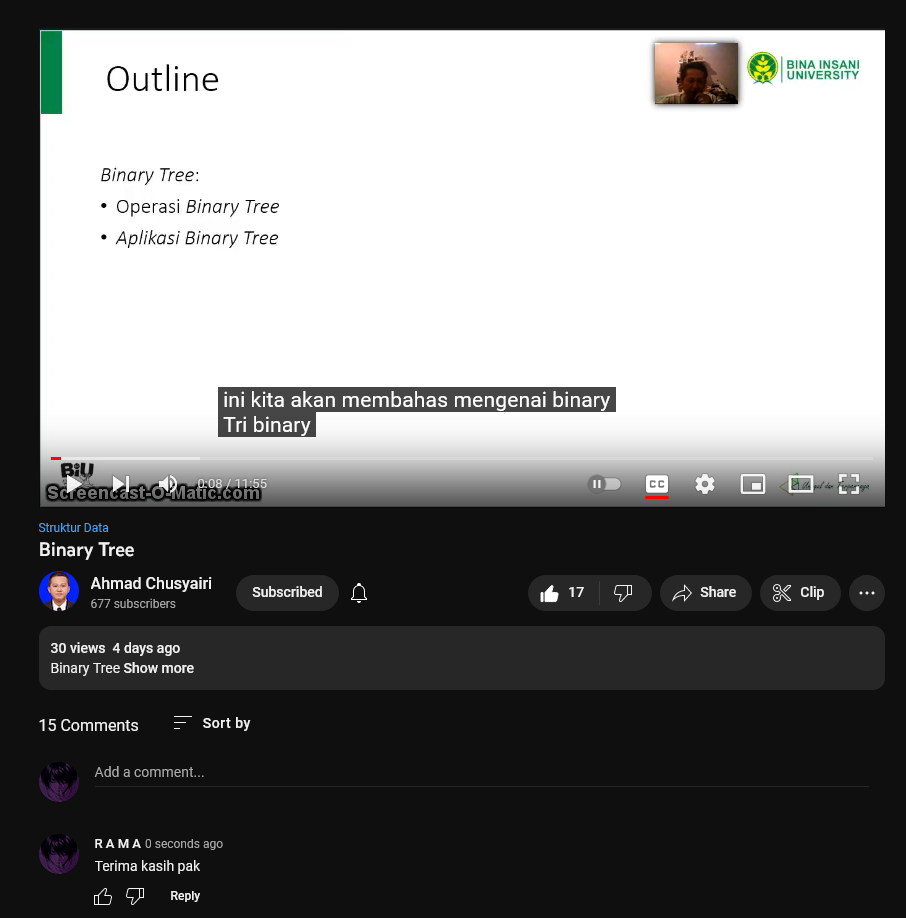 Outline
BINA INSANI
UNIVERSITY
Binary Tree:
• Operasi Binary Tree
• Aplikasi Binary Tree
ini kita akan membahas mengenai binary
Tri binary
BiU
0:08 / 11:55
CC
Screencast-O-Matic.com
Struktur Data
Binary Tree
Ahmad Chusyairi
677 subscribers
Subscribed
17
Share
Clip
30 views 4 days ago
Binary Tree Show more
15 Comments
Sort by
Add a comment...
R A M A 0 seconds ago
Terima kasih pak
Reply